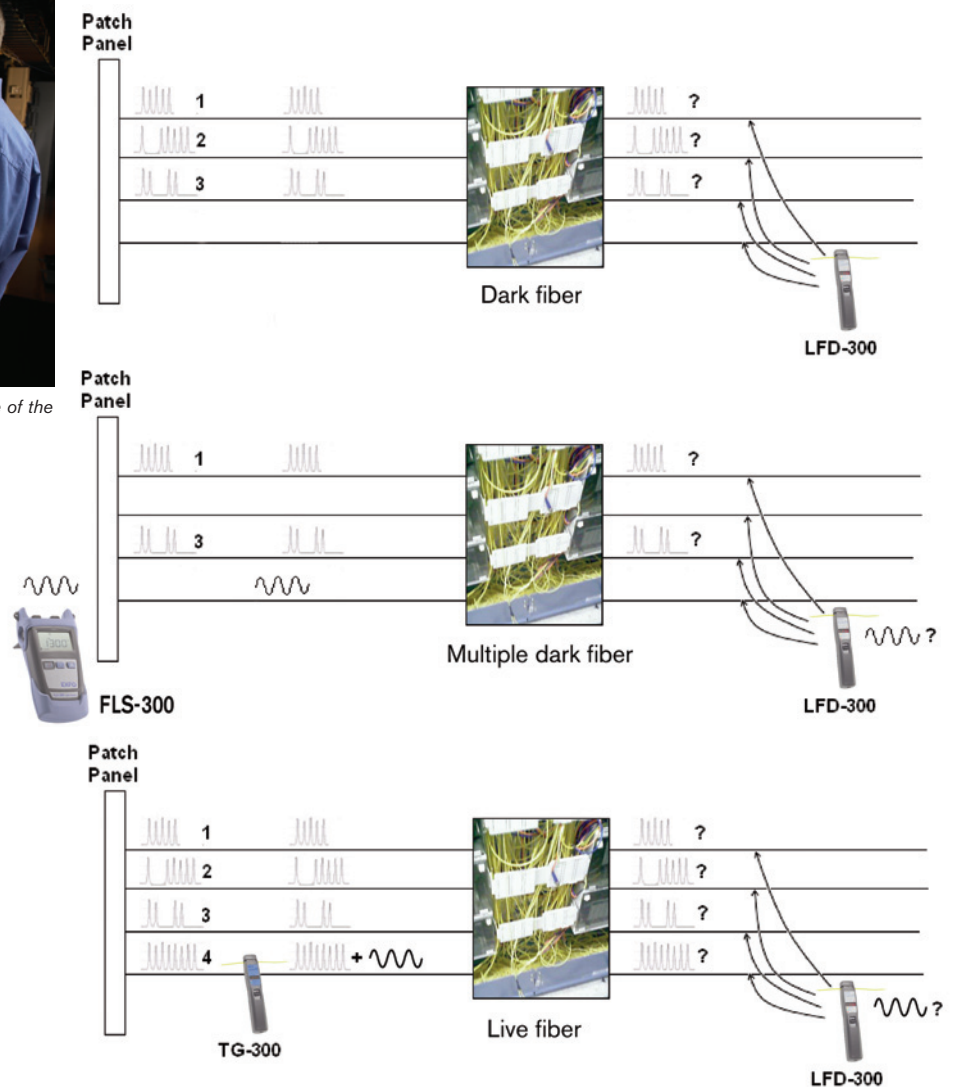 Patch
Panel
1
?
2
?
3
?
Dark fiber
LFD-300
of the
Patch
Panel
1
?
3
?
?
1300
Multiple dark fiber
FLS-300
LFD-300
Patch
Panel
1
?
2
?
3
?
4
+
?
?
Live fiber
TG-300
LFD-300